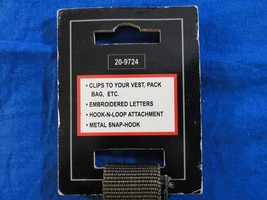 20-9724
• CLIPS TO YOUR VEST, PACK
BAG, ETC.
• EMBROIDERED LETTERS
• HOOK-N-LOOP ATTACHMENT
• METAL SNAP-HOOK